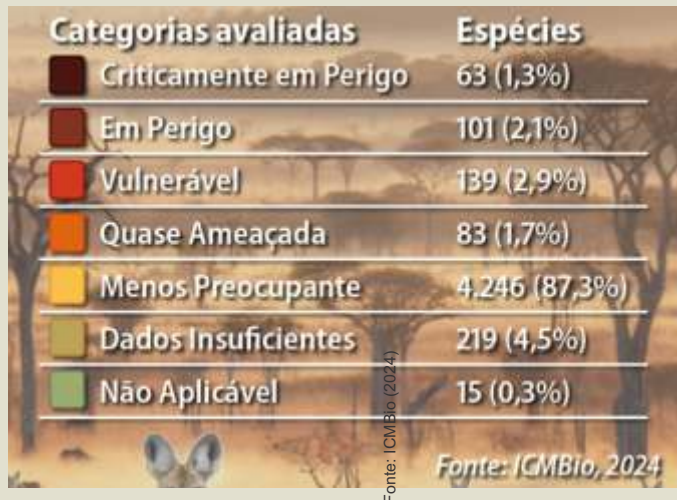 Categorias avaliadas Espécies
Criticamente em Perigo 63 (1,3%)
Em Perigo 101 (2,1%)
Vulnerável 139 (2,9%)
Quase Ameaçada 83 (1,7%)
Menos Preocupante 4.246 (87,3%)
Dados Insuficientes 219 (4,5%)
Não Aplicável 15 (0,3%)
Fonte: ICMBio (2024)
Fonte: ICMBio, 2024